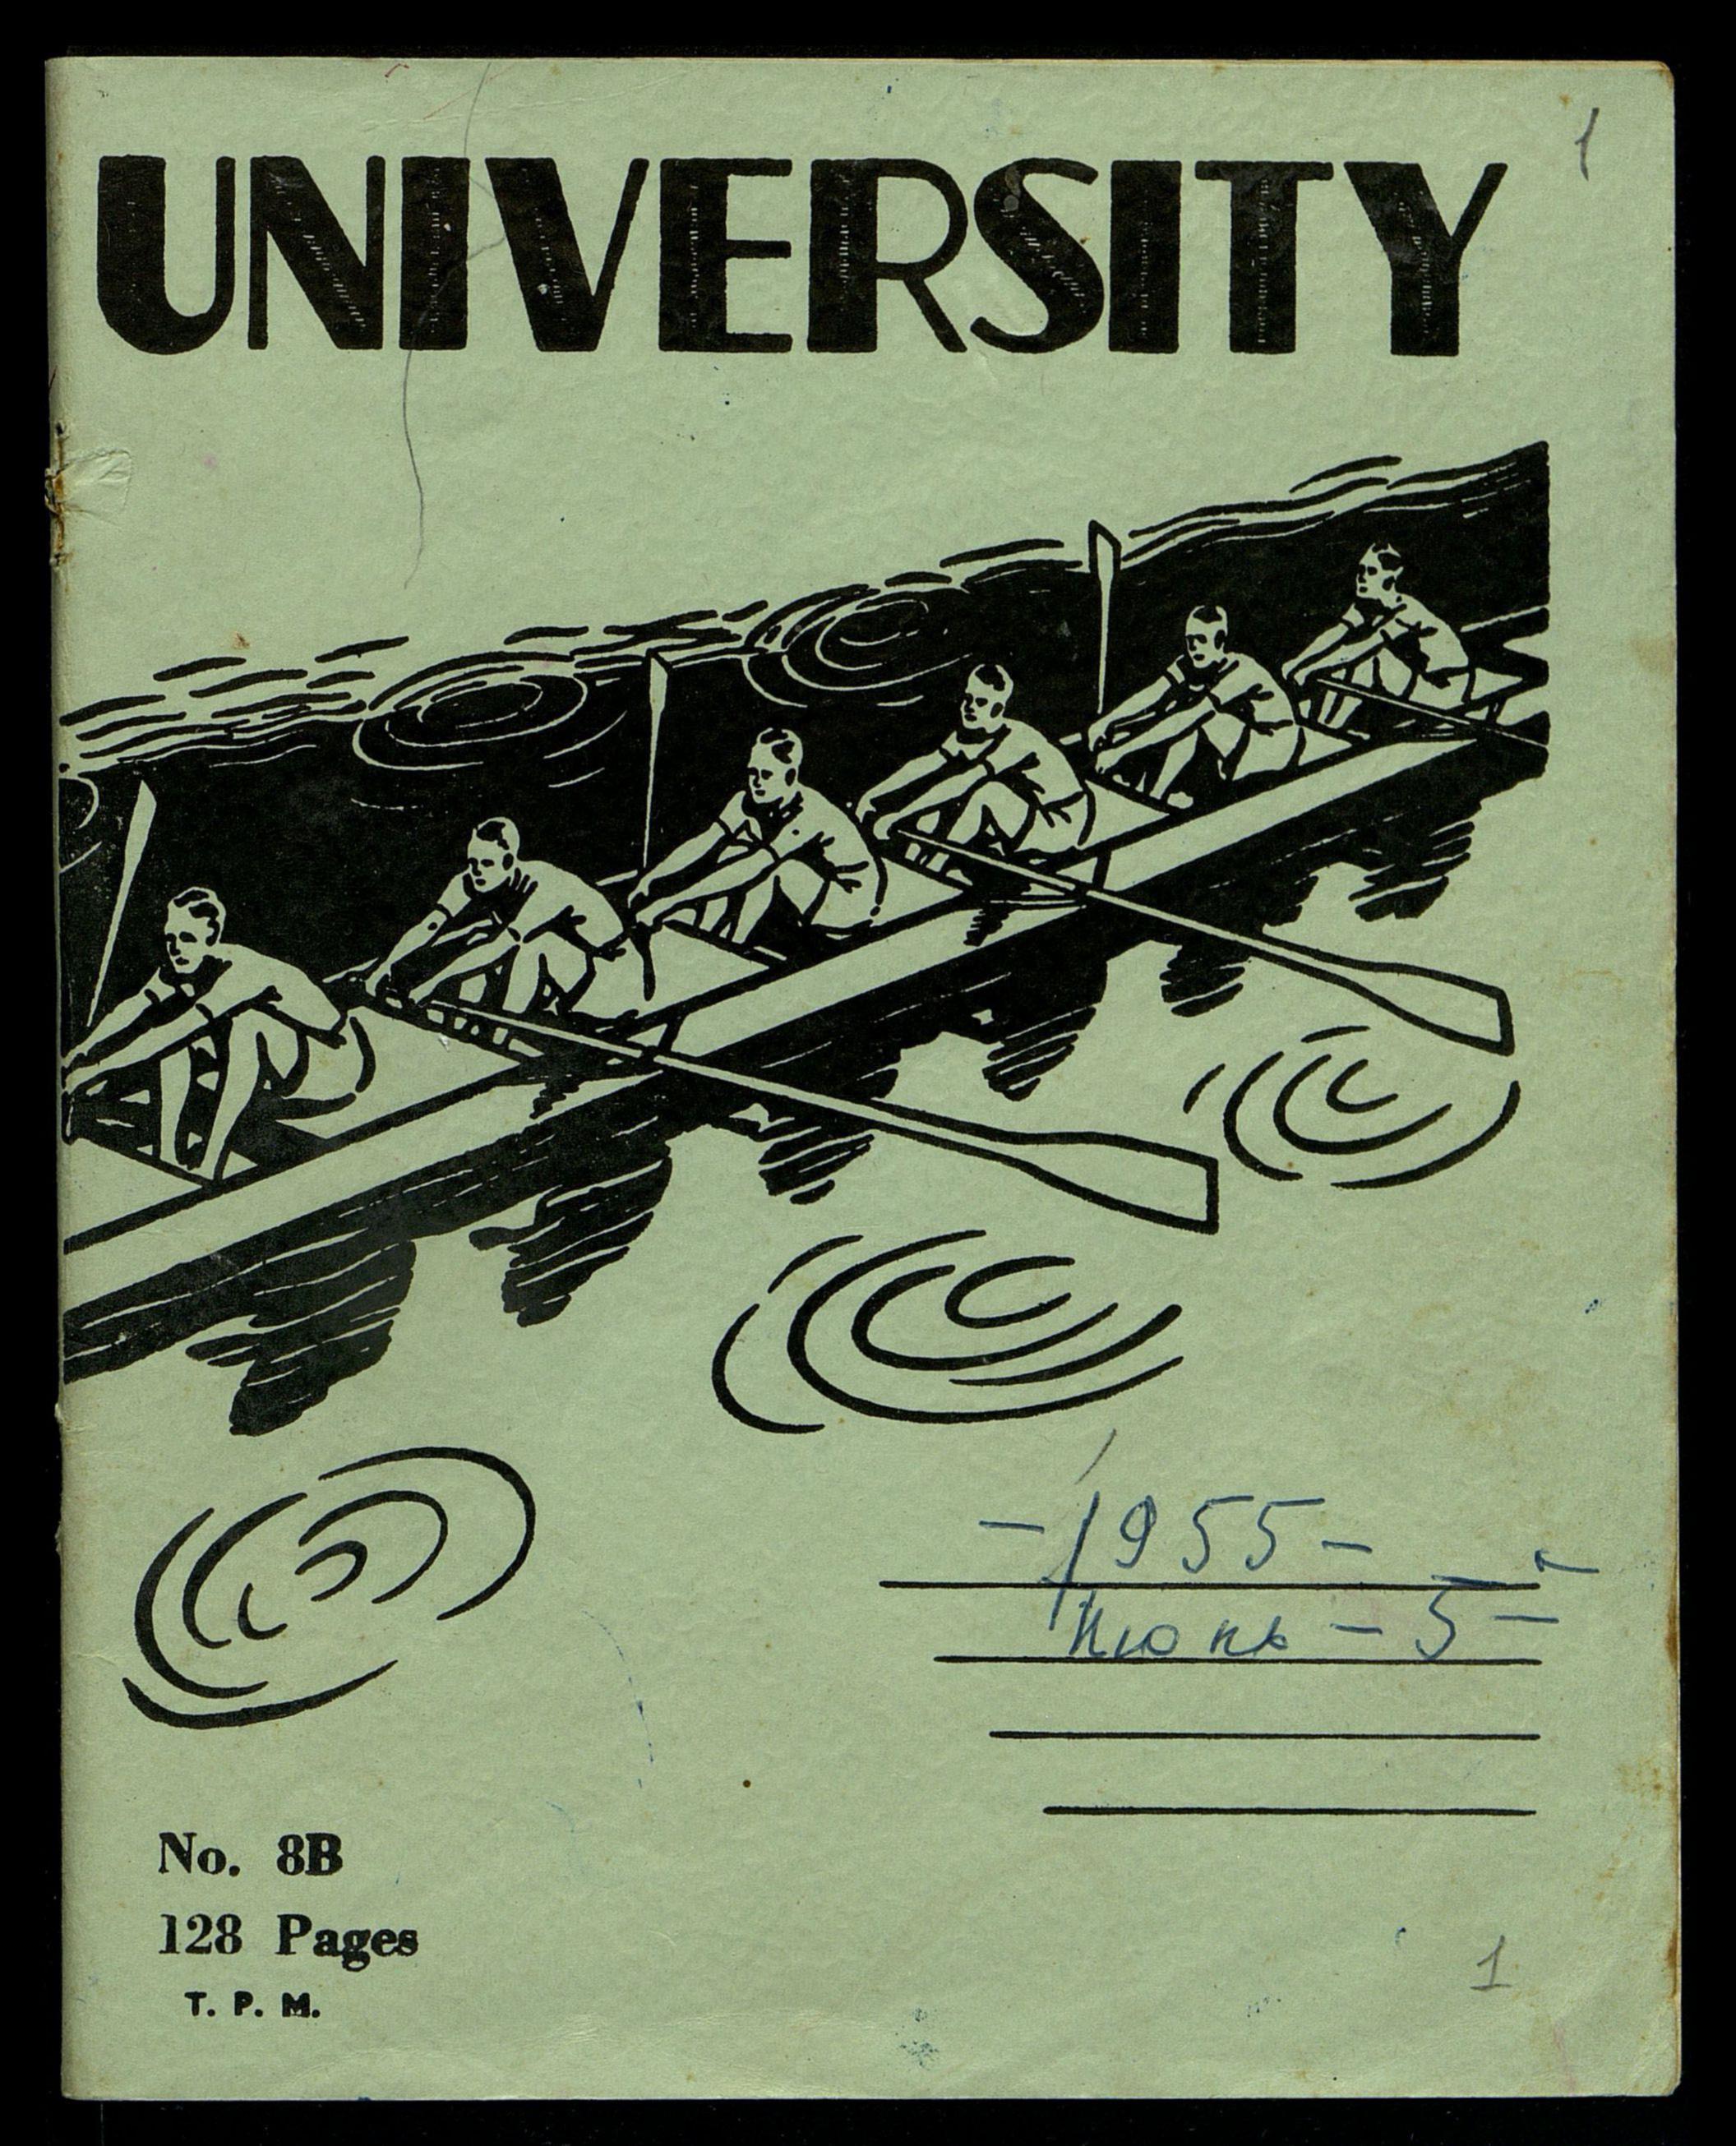 1
UNIVERSITY
-1955-
Июнь - 5 -
No. 8B
128 Pages
T. P. M.
1